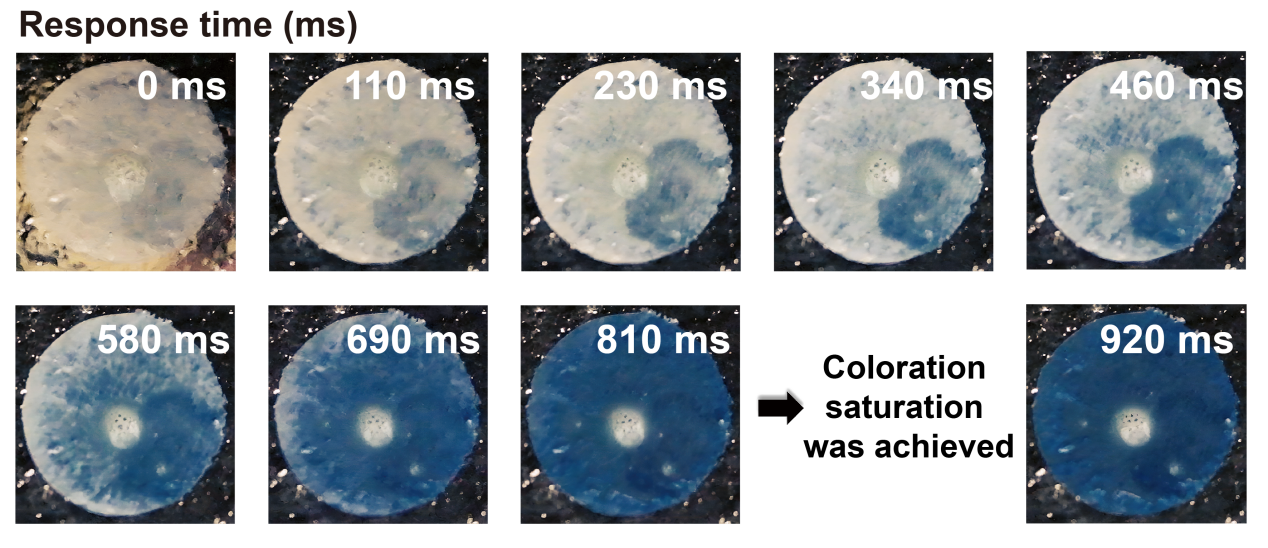 Response time (ms)
0 ms
110 ms
230 ms
340 ms
460 ms
580 ms
690 ms
810 ms
Coloration
saturation
was achieved
920 ms